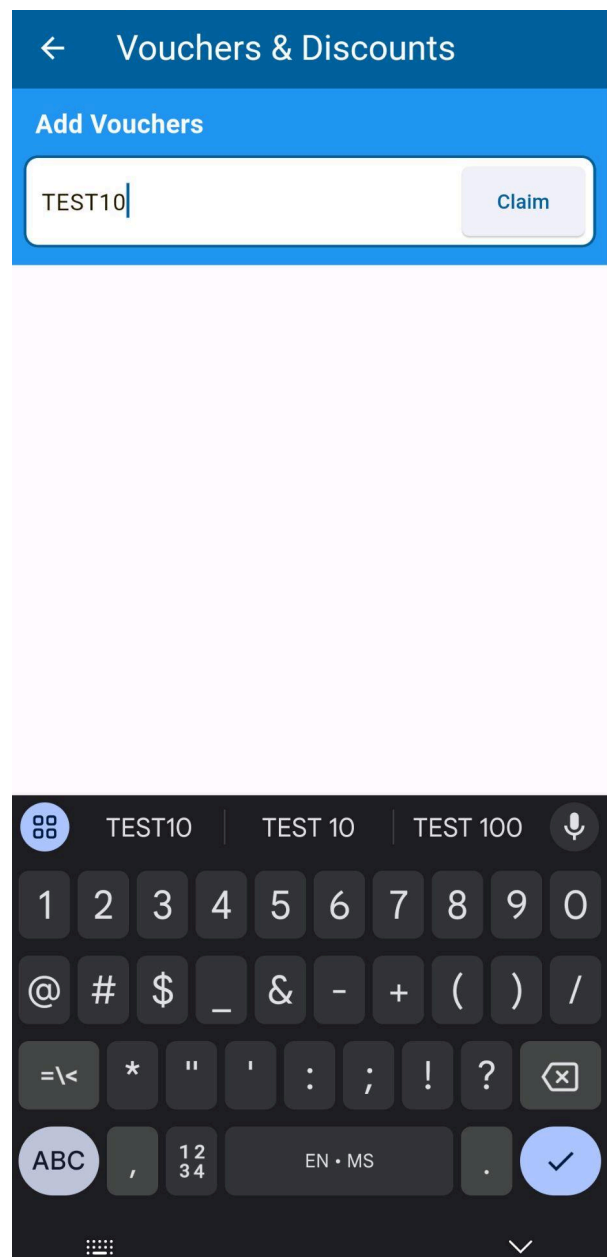 ← Vouchers & Discounts
Add Vouchers
TEST10 Claim
TEST10 TEST 10 TEST 100
1 2 3 4 5 6 7 8 9 0
@ # $ _ & - + ( ) /
=\< * " ' : ; ! ?
ABC , 12 34 EN • MS .